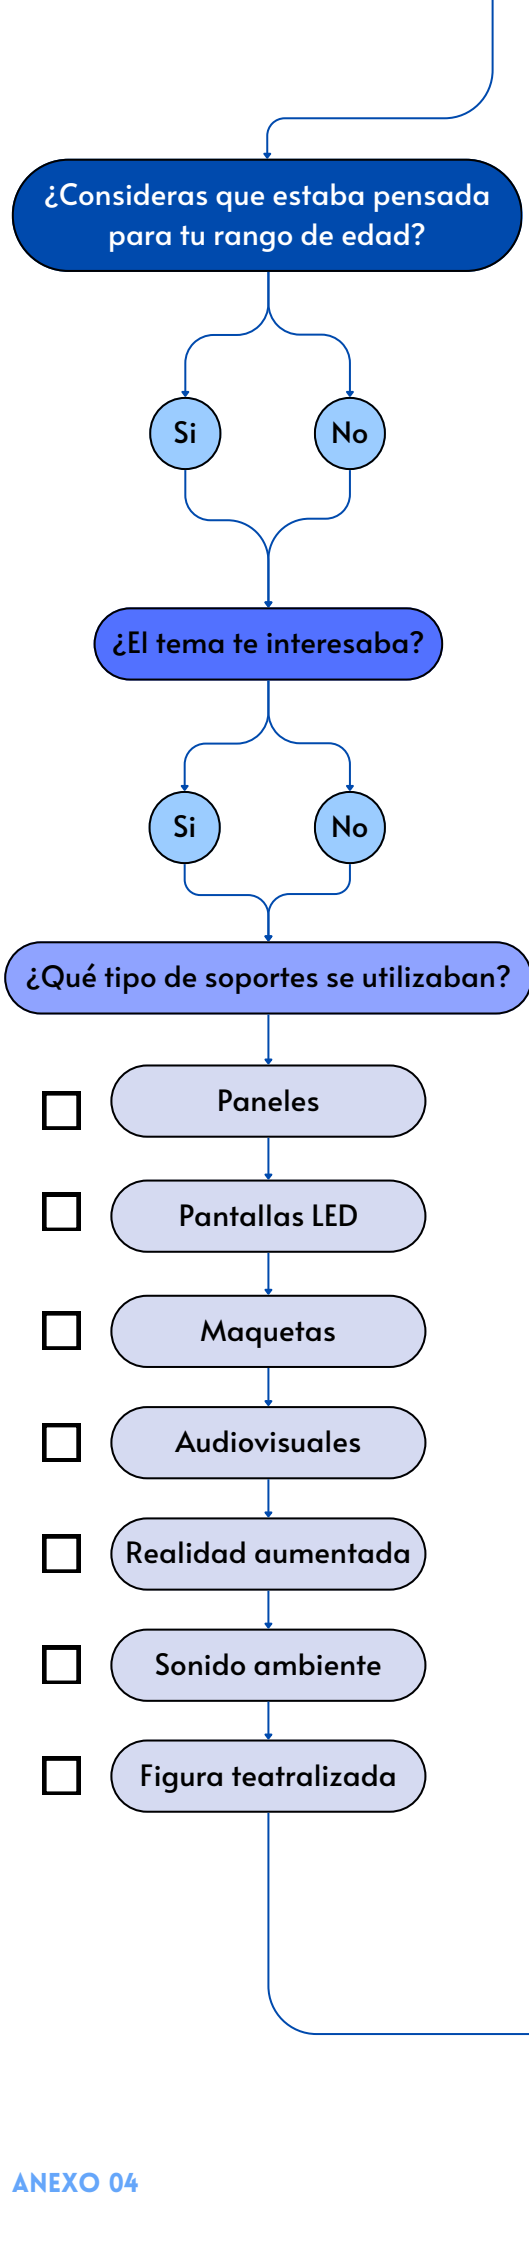 ¿Consideras que estaba pensada
para tu rango de edad?
Si
No
¿El tema te interesaba?
Si
No
¿Qué tipo de soportes se utilizaban?
Paneles
Pantallas LED
Maquetas
Audiovisuales
Realidad aumentada
Sonido ambiente
Figura teatralizada
ANEXO 04